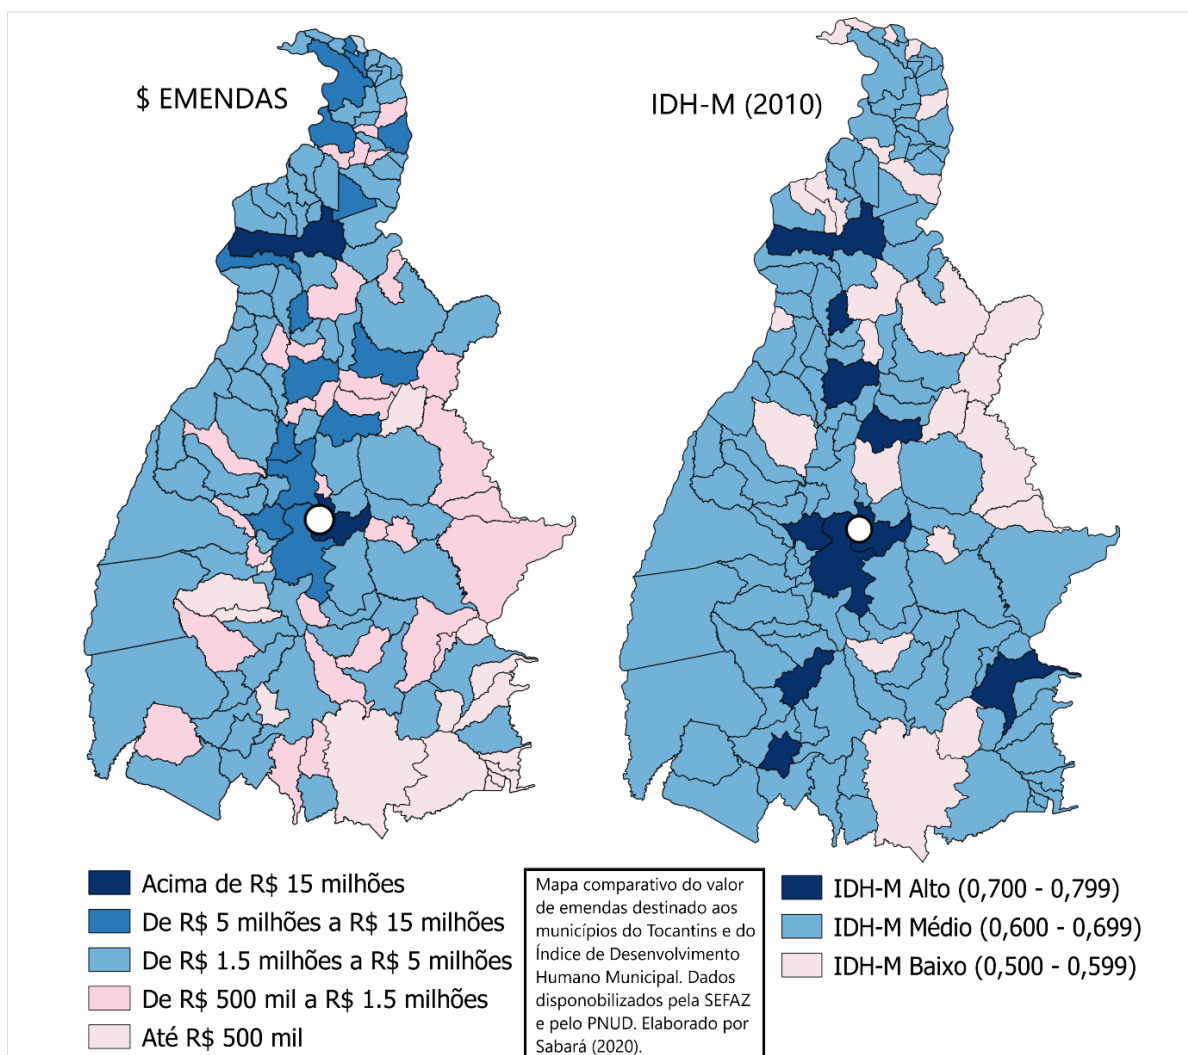 $ EMENDAS
IDH-M (2010)
Acima de R$ 15 milhões
De R$ 5 milhões a R$ 15 milhões
De R$ 1.5 milhões a R$ 5 milhões
De R$ 500 mil a R$ 1.5 milhões
Até R$ 500 mil
Mapa comparativo do valor
de emendas destinado aos
municípios do Tocantins e do
Índice de Desenvolvimento
Humano Municipal. Dados
disponobilizados pela SEFAZ
e pelo PNUD. Elaborado por
Sabará (2020).
IDH-M Alto (0,700 - 0,799)
IDH-M Médio (0,600 - 0,699)
IDH-M Baixo (0,500 - 0,599)